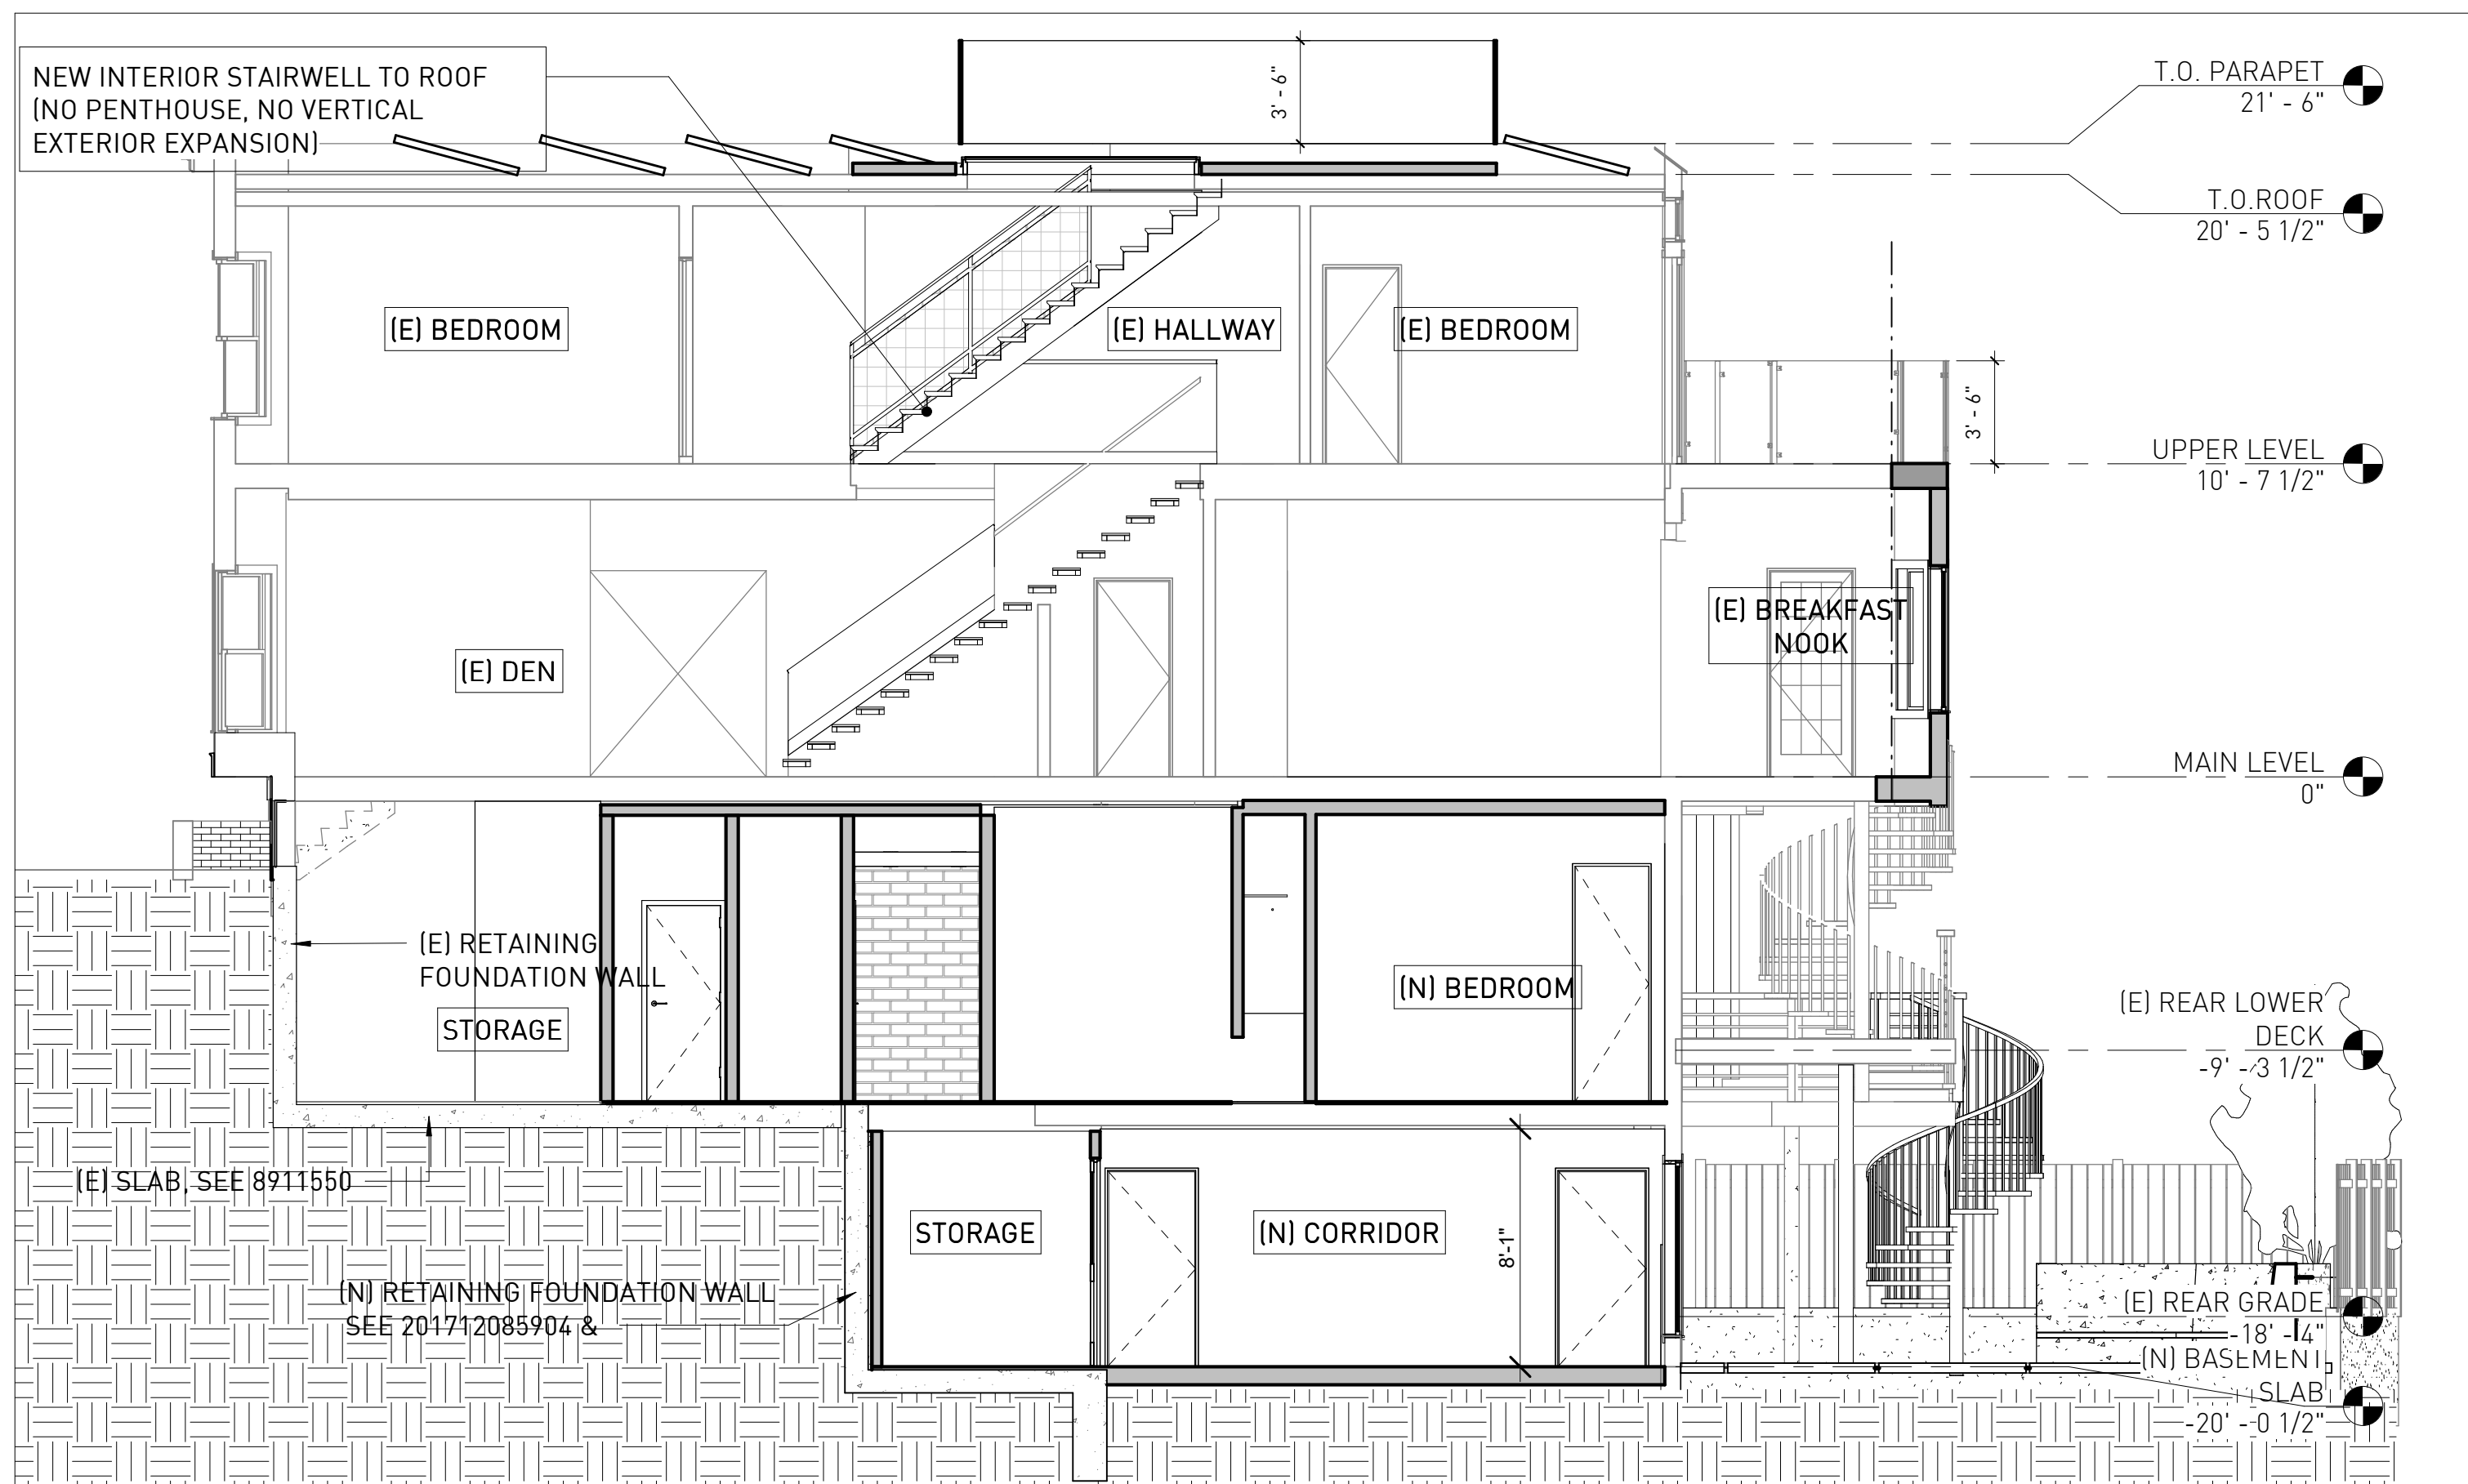 NEW INTERIOR STAIRWELL TO ROOF
(NO PENTHOUSE, NO VERTICAL
EXTERIOR EXPANSION)
3' - 6"
T.O. PARAPET
21' - 6"
T.O.ROOF
20' - 5 1/2"
(E) BEDROOM
(E) HALLWAY
(E) BEDROOM
3' - 6"
UPPER LEVEL
10' - 7 1/2"
(E) DEN
(E) BREAKFAST
NOOK
MAIN LEVEL
0"
(E) RETAINING
FOUNDATION WALL
STORAGE
(N) BEDROOM
(E) REAR LOWER
DECK
-9' - 3 1/2"
(E) SLAB, SEE 8911550
STORAGE
(N) CORRIDOR
8'-1"
(N) RETAINING FOUNDATION WALL
SEE 201712085904 &
(E) REAR GRADE
-18' - 4"
(N) BASEMENT
SLAB
-20' - 0 1/2"